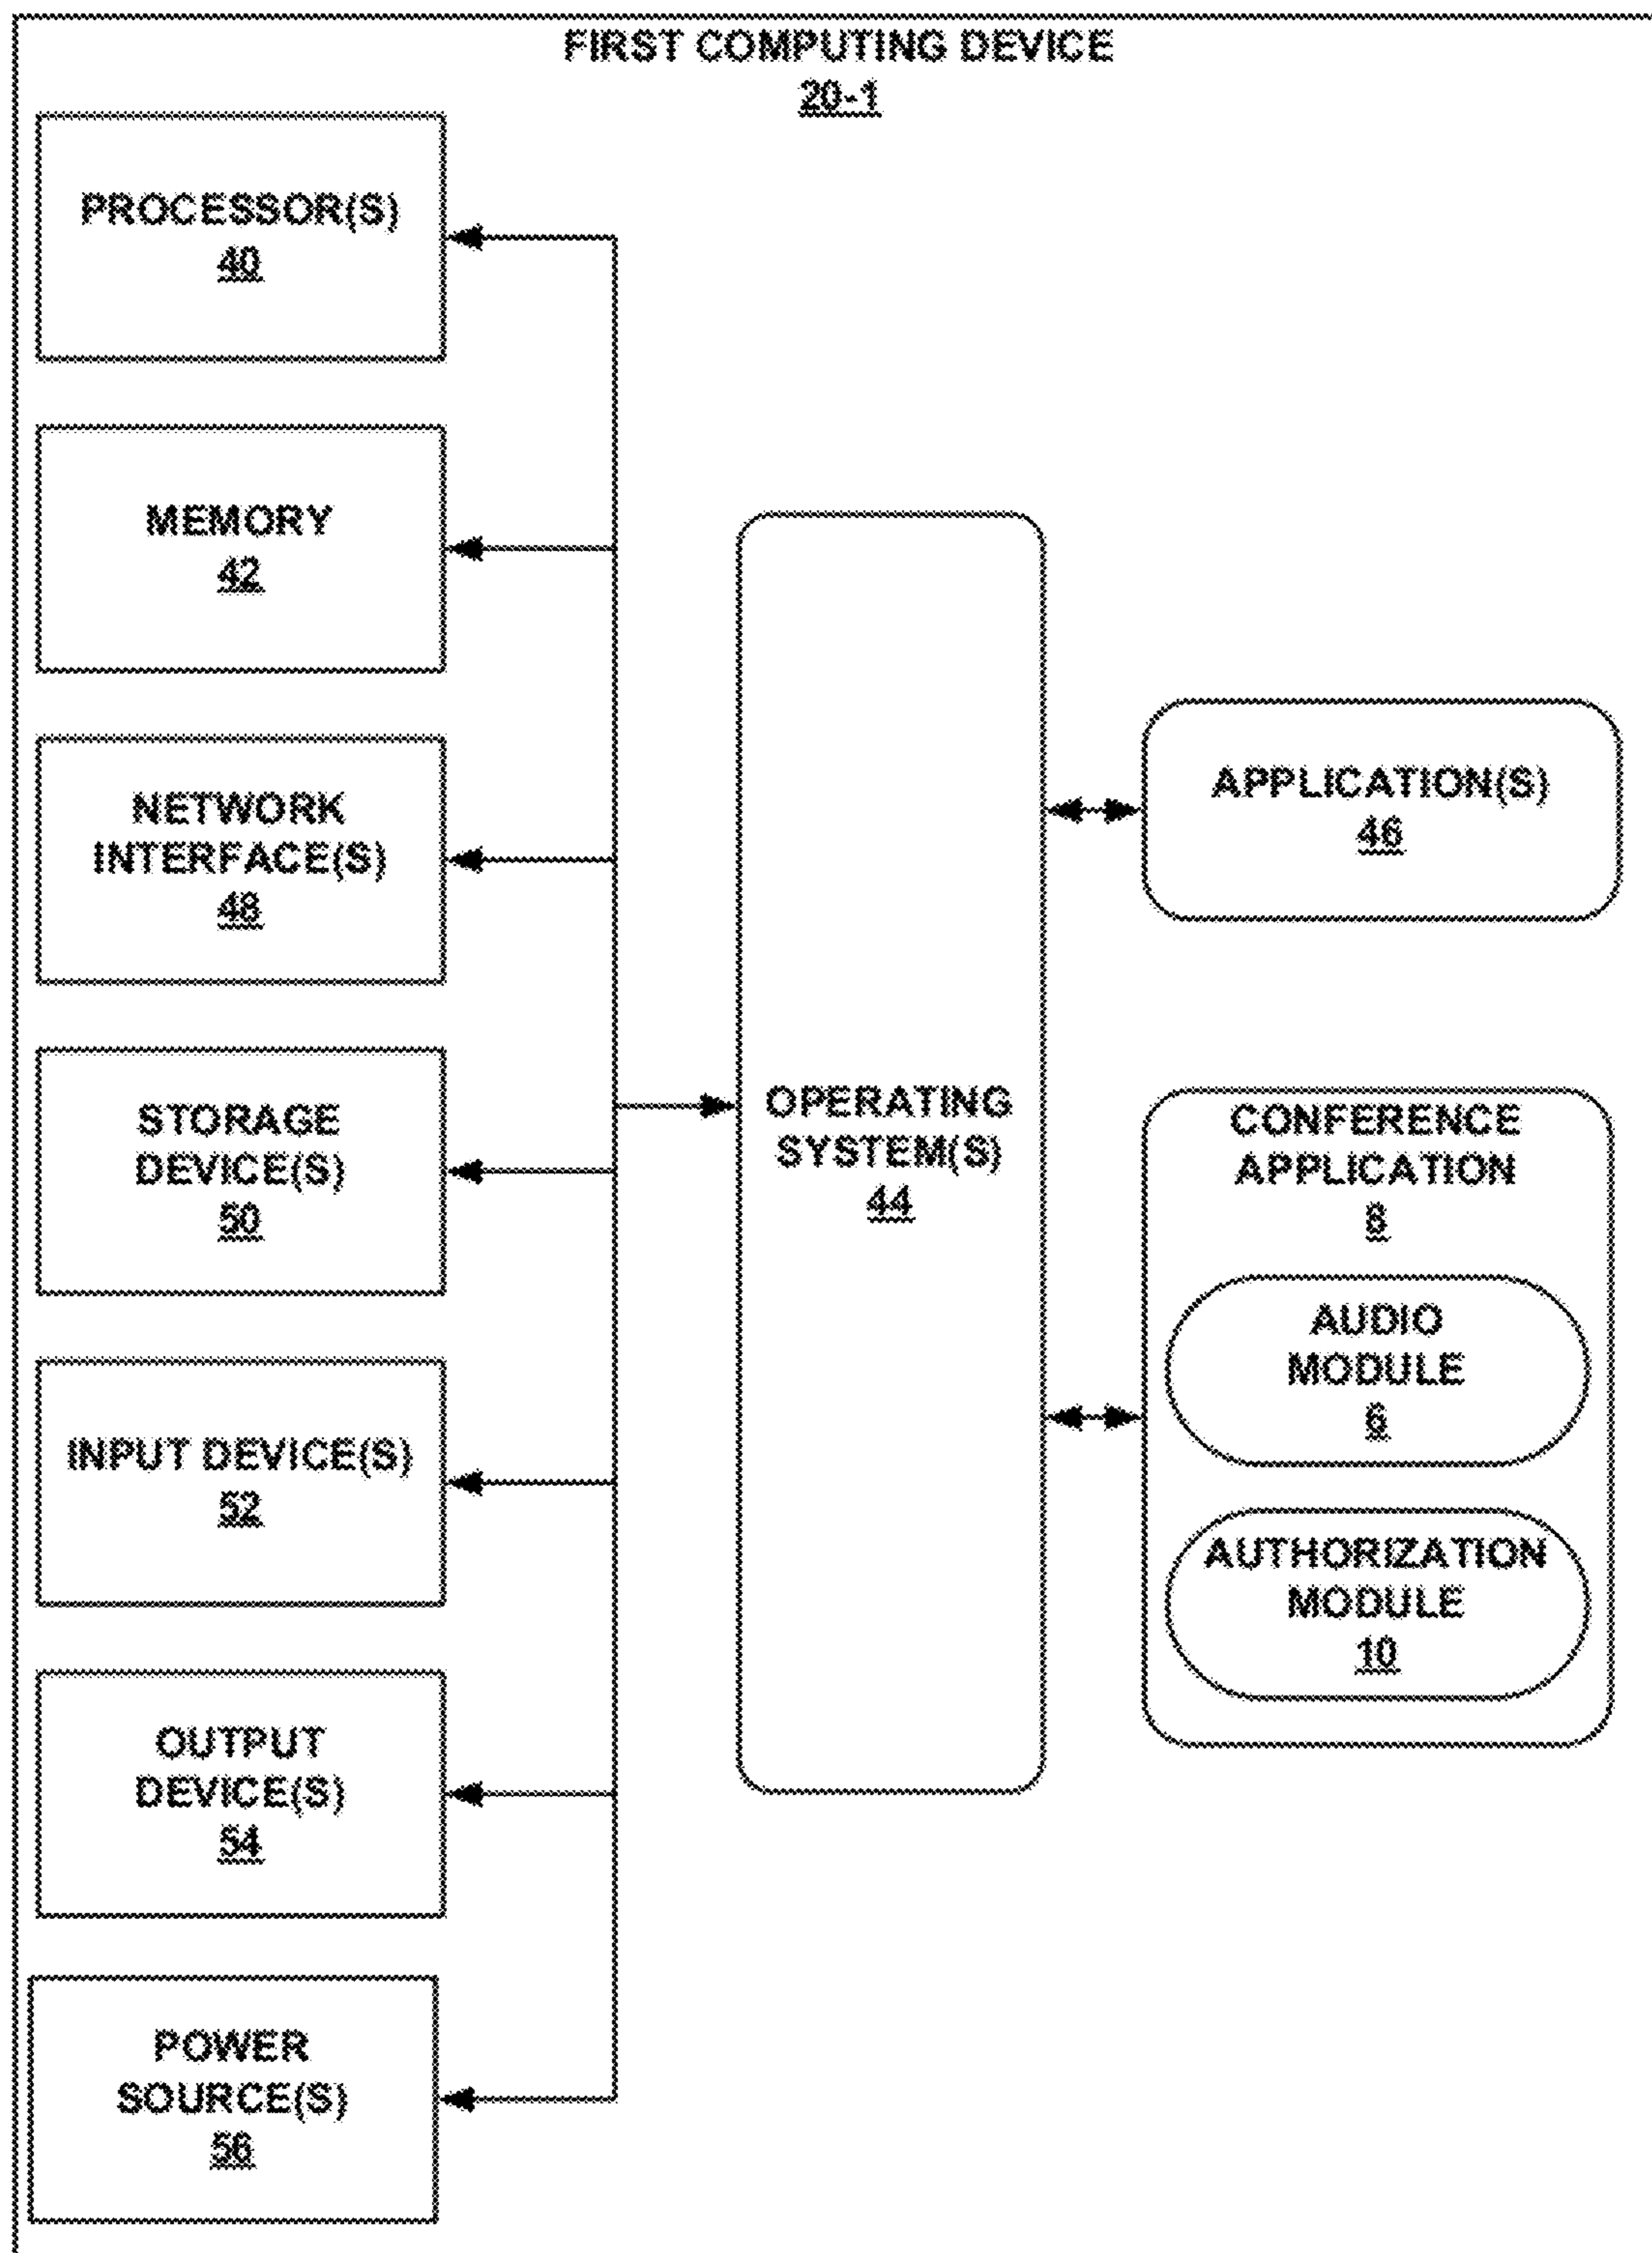 FIRST COMPUTING DEVICE
20-1
PROCESSOR(S)
40
MEMORY
42
NETWORK
INTERFACE(S)
48
STORAGE
DEVICE(S)
50
INPUT DEVICE(S)
52
OUTPUT
DEVICE(S)
54
POWER
SOURCE(S)
56
OPERATING
SYSTEM(S)
44
APPLICATION(S)
46
CONFERENCE
APPLICATION
8
AUDIO
MODULE
6
AUTHORIZATION
MODULE
10